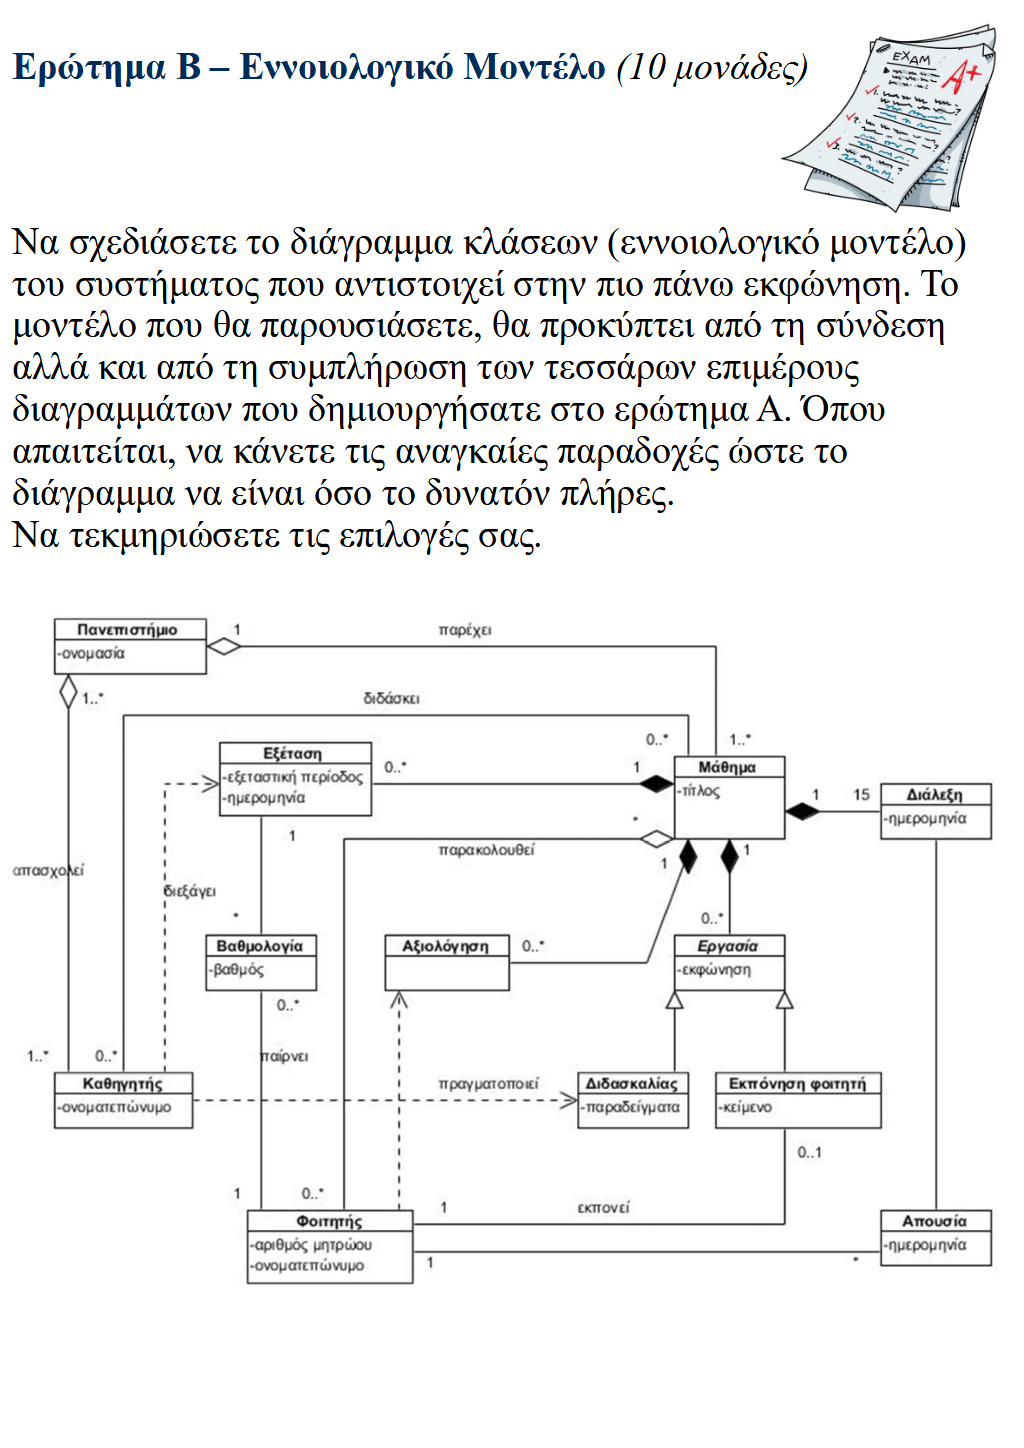 Ερώτημα Β – Εννοιολογικό Μοντέλο (10 μονάδες)
EXAM
A+
Να σχεδιάσετε το διάγραμμα κλάσεων (εννοιολογικό μοντέλο)
του συστήματος που αντιστοιχεί στην πιο πάνω εκφώνηση. Το
μοντέλο που θα παρουσιάσετε, θα προκύπτει από τη σύνδεση
αλλά και από τη συμπλήρωση των τεσσάρων επιμέρους
διαγραμμάτων που δημιουργήσατε στο ερώτημα Α. Όπου
απαιτείται, να κάνετε τις αναγκαίες παραδοχές ώστε το
διάγραμμα να είναι όσο το δυνατόν πλήρες.
Να τεκμηριώσετε τις επιλογές σας.
Πανεπιστήμιο
-ονομασία
1
παρέχει
1..*
διδάσκει
0..*
1..*
Εξέταση
-εξεταστική περίοδος
-ημερομηνία
0..*
1
Μάθημα
-τίτλος
1
15
Διάλεξη
-ημερομηνία
1
*
παρακολουθεί
1
1
απασχολεί
διεξάγει
*
0..*
Βαθμολογία
-βαθμός
Αξιολόγηση
0..*
Εργασία
-εκφώνηση
0..*
παίρνει
1..*
0..*
Καθηγητής
-ονοματεπώνυμο
πραγματοποιεί
Διδασκαλίας
-παραδείγματα
Εκπόνηση φοιτητή
-κείμενο
0..1
1
0..*
1
εκπονεί
Φοιτητής
-αριθμός μητρώου
-ονοματεπώνυμο
1
*
Απουσία
-ημερομηνία